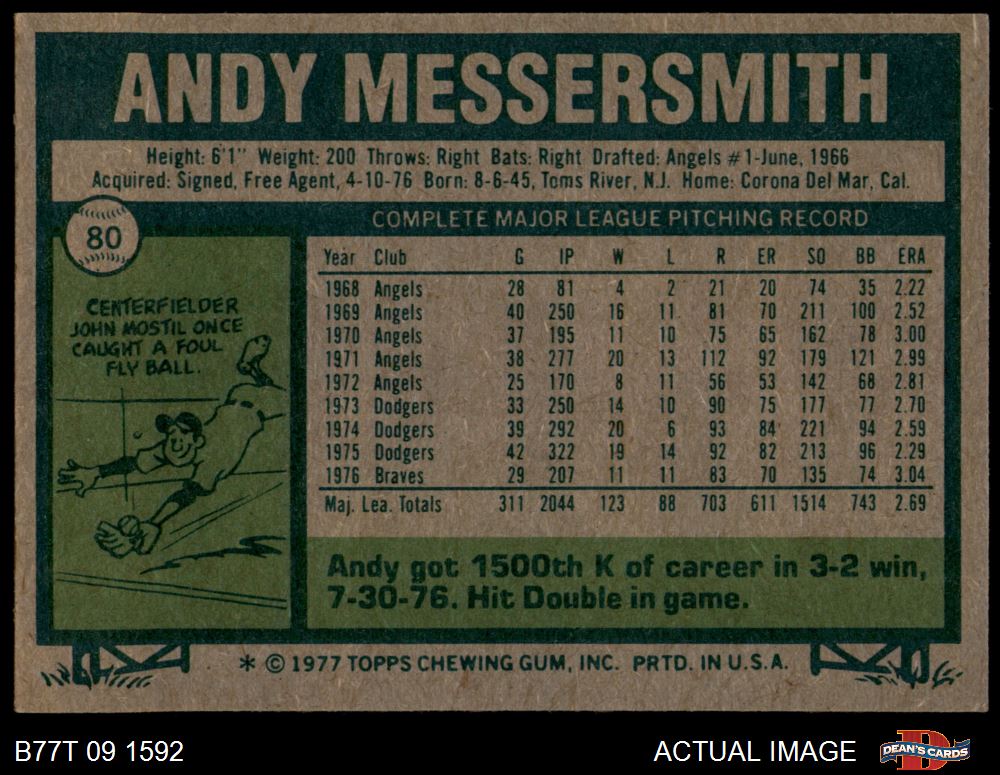 ANDY MESSERSMITH
Height: 6'1" Weight: 200 Throws: Right Bats: Right Drafted: Angels #1-June, 1966
Acquired: Signed, Free Agent, 4-10-76 Born: 8-6-45, Toms River, N.J. Home: Corona Del Mar, Cal.
80
COMPLETE MAJOR LEAGUE PITCHING RECORD
CENTERFIELDER
JOHN MOSTIL ONCE
CAUGHT A FOUL
FLY BALL.
Year Club G IP W L R ER SO BB ERA
1968 Angels 28 81 4 2 21 20 74 35 2.22
1969 Angels 40 250 16 11 81 70 211 100 2.52
1970 Angels 37 195 11 10 75 65 162 78 3.00
1971 Angels 38 277 20 13 112 92 179 121 2.99
1972 Angels 25 170 8 11 56 53 142 68 2.81
1973 Dodgers 33 250 14 10 90 75 177 77 2.70
1974 Dodgers 39 292 20 6 93 84 221 94 2.59
1975 Dodgers 42 322 19 14 92 82 213 96 2.29
1976 Braves 29 207 11 11 83 70 135 74 3.04
Maj. Lea. Totals 311 2044 123 88 703 611 1514 743 2.69
Andy got 1500th K of career in 3-2 win,
7-30-76. Hit Double in game.
* © 1977 TOPPS CHEWING GUM, INC. PRTD. IN U.S.A.
B77T 09 1592 ACTUAL IMAGE
D
DEAN'S CARDS